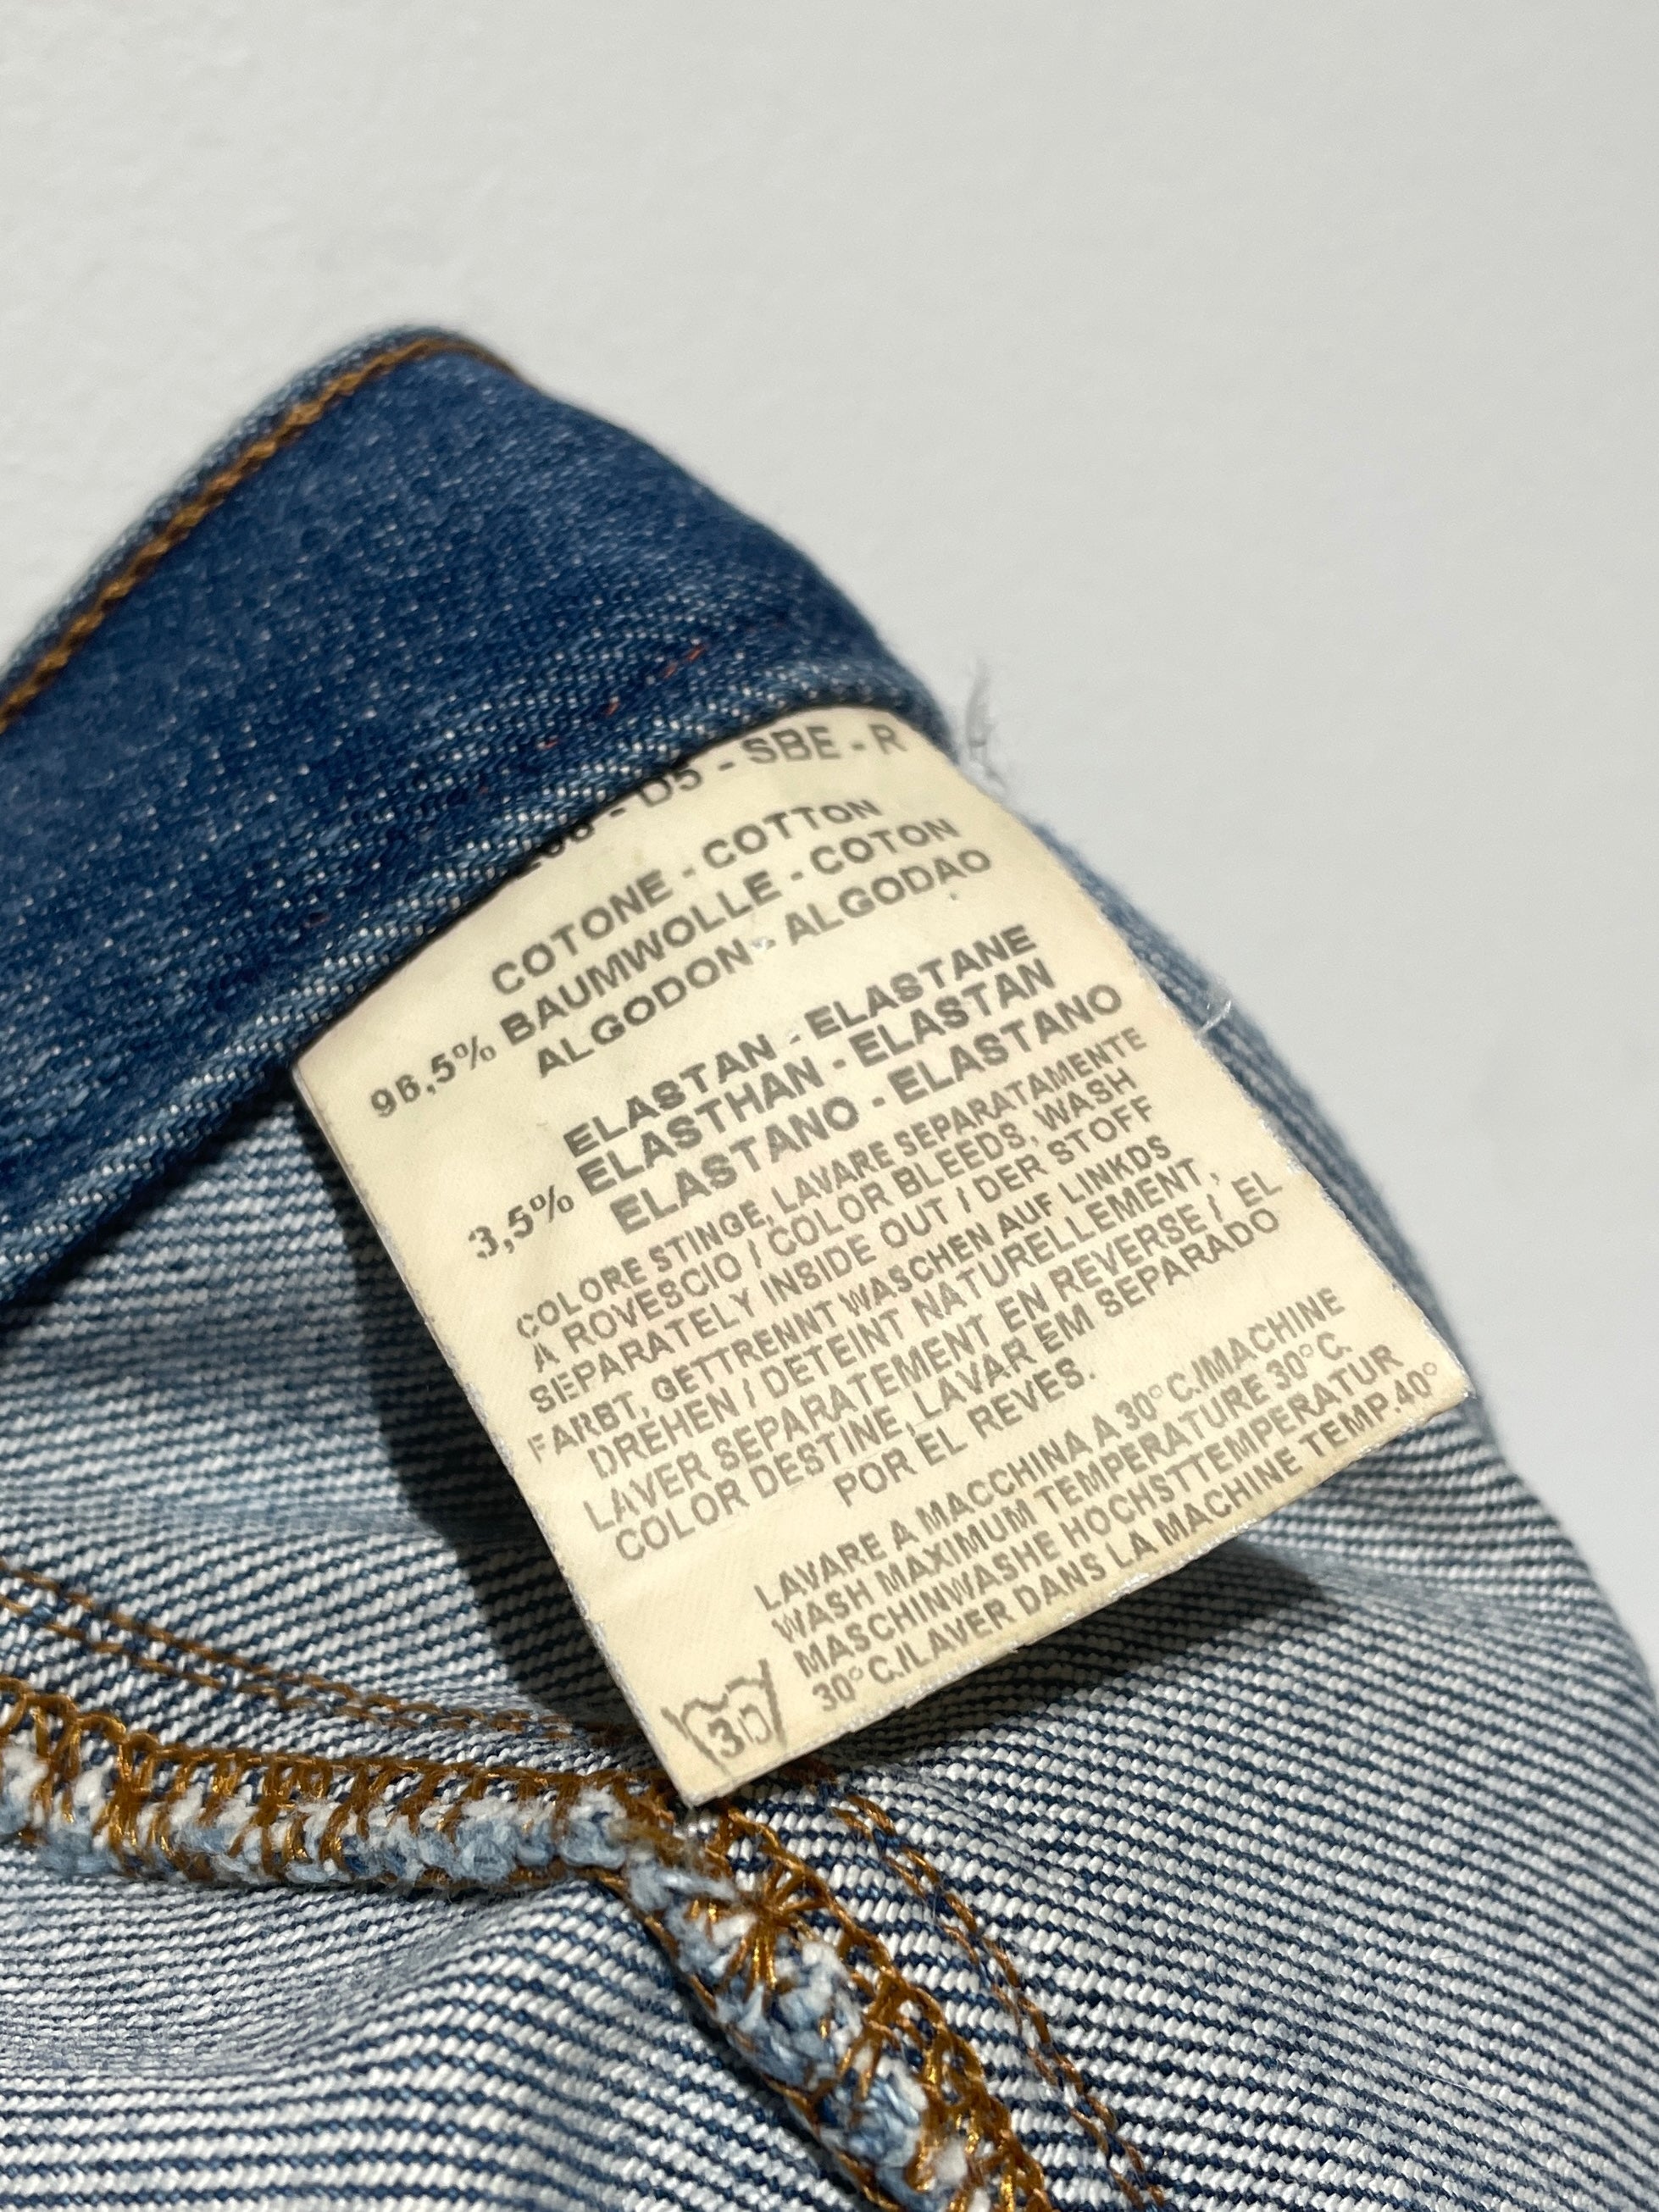 - D5 - SBE - R
COTONE - COTTON
96,5% BAUMWOLLE - COTON
ALGODON - ALGODAO
ELASTAN - ELASTANE
3,5% ELASTHAN - ELASTAN
ELASTANO - ELASTANO
COLORE STINGE, LAVARE SEPARATAMENTE
A ROVESCIO / COLOR BLEEDS, WASH
SEPARATELY INSIDE OUT / DER STOFF
FARBT, GETTRENNT WASCHEN AUF LINKDS
DREHEN / DETEINT NATURELLEMENT,
LAVER SEPARATEMENT EN REVERSE / EL
COLOR DESTINE, LAVAR EM SEPARADO
POR EL REVES.
LAVARE A MACCHINA A 30° C./MACHINE
WASH MAXIMUM TEMPERATURE 30°C.
MASCHINWASHE HOCHSTTEMPERATUR
30° C./LAVER DANS LA MACHINE TEMP.40°
30